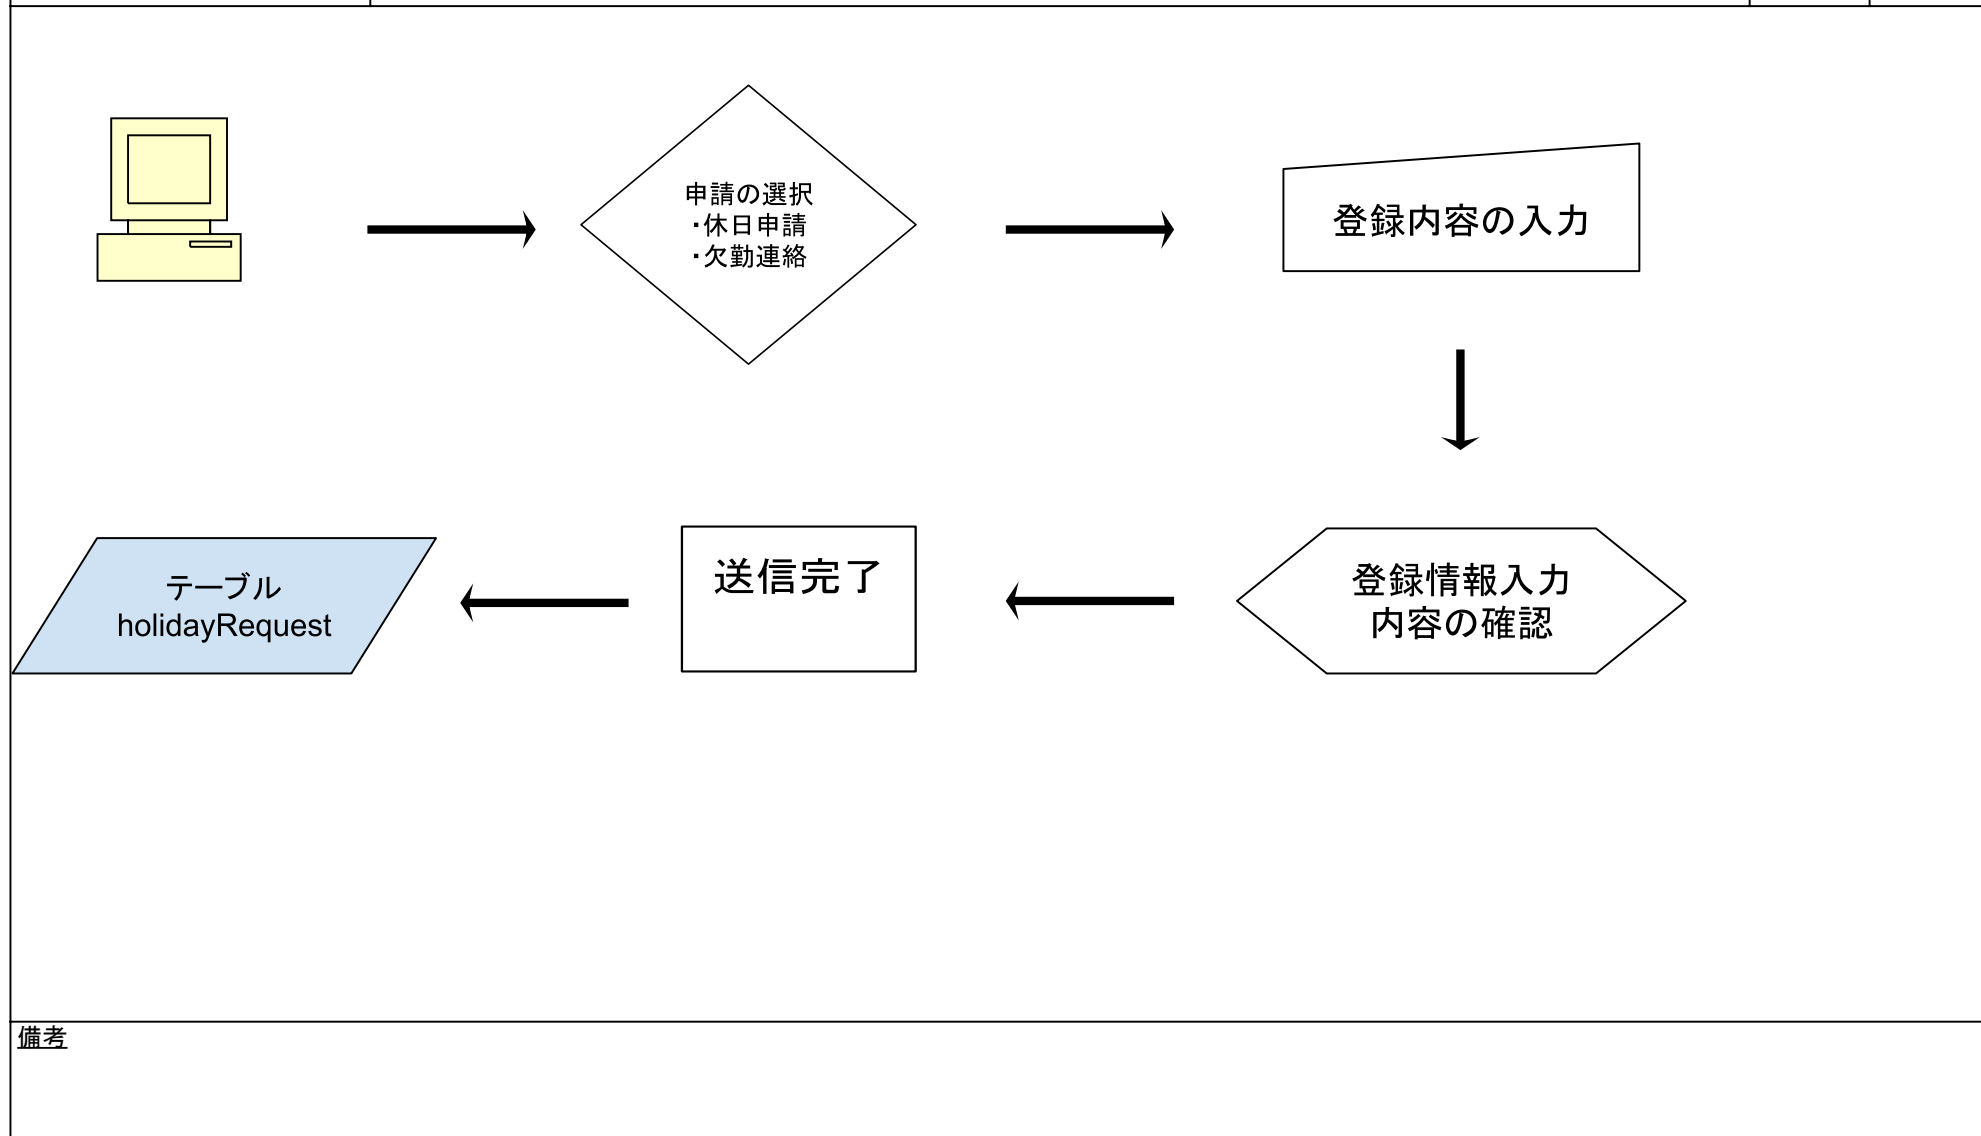 申請の選択
・休日申請
・欠勤連絡
登録内容の入力
テーブル
holidayRequest
送信完了
登録情報入力
内容の確認
備考